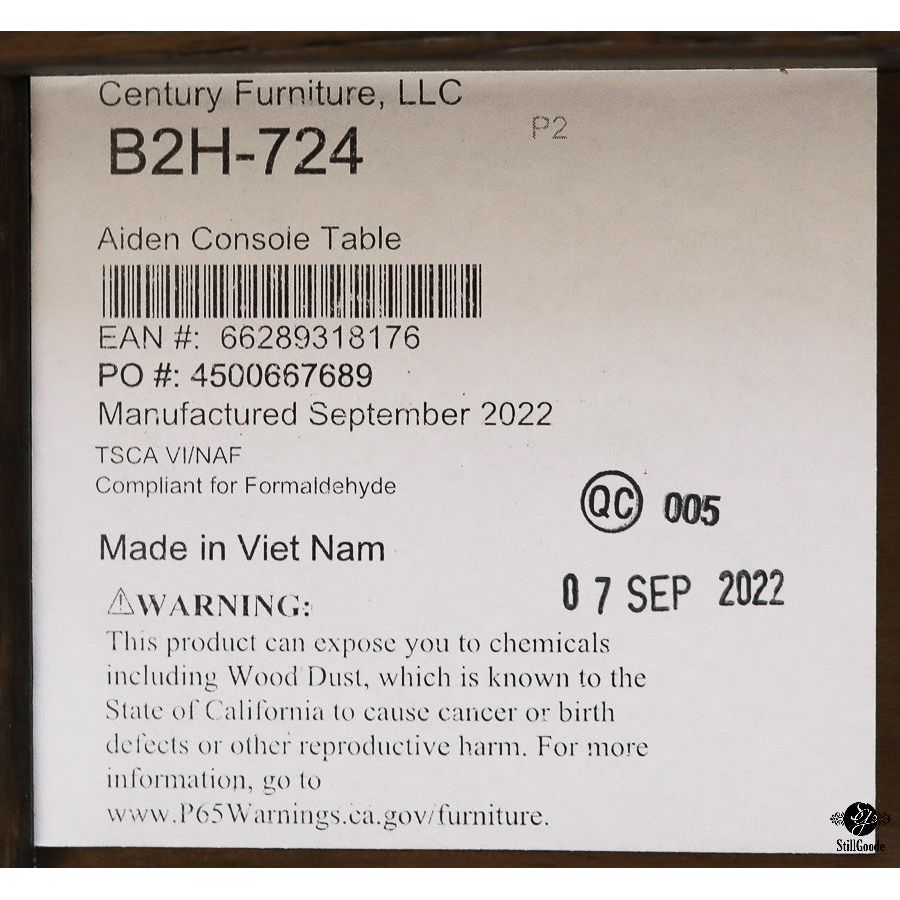 Century Furniture, LLC
B2H-724
P2
Aiden Console Table
EAN #: 66289318176
PO #: 4500667689
Manufactured September 2022
TSCA VI/NAF
Compliant for Formaldehyde
QC 005
Made in Viet Nam
07 SEP 2022
⚠WARNING:
This product can expose you to chemicals
including Wood Dust, which is known to the
State of California to cause cancer or birth
defects or other reproductive harm. For more
information, go to
www.P65Warnings.ca.gov/furniture.
StillGoode